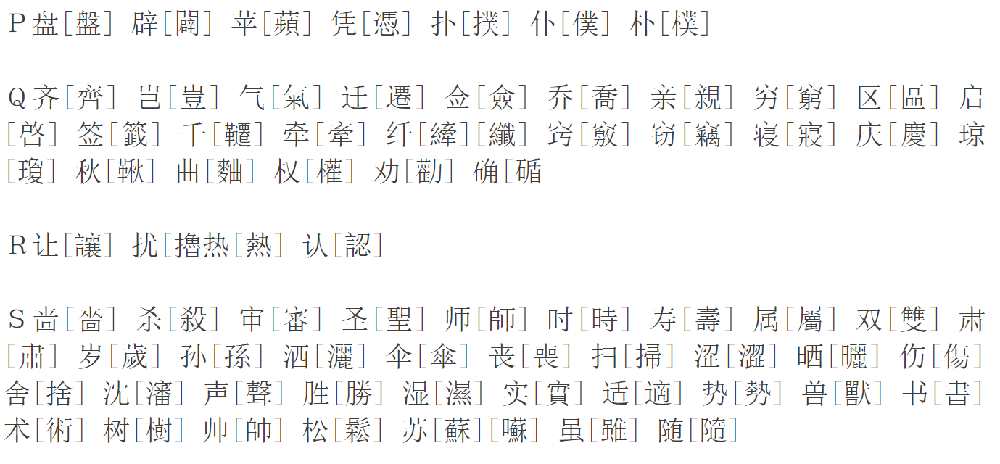 P盘[盤] 辟[闢] 苹[蘋] 凭[憑] 扑[撲] 仆[僕] 朴[樸]
Q齐[齊] 岂[豈] 气[氣] 迁[遷] 佥[僉] 乔[喬] 亲[親] 穷[窮] 区[區] 启
[啓] 签[籤] 千[韆] 牵[牽] 纤[縴][纖] 窍[竅] 窃[竊] 寝[寢] 庆[慶] 琼
[瓊] 秋[鞦] 曲[麯] 权[權] 劝[勸] 确[碻
R让[讓] 扰[擼热[熱] 认[認]
S啬[嗇] 杀[殺] 审[審] 圣[聖] 师[師] 时[時] 寿[壽] 属[屬] 双[雙] 肃
[肅] 岁[歲] 孙[孫] 洒[灑] 伞[傘] 丧[喪] 扫[掃] 涩[澀] 晒[曬] 伤[傷]
舍[捨] 沈[瀋] 声[聲] 胜[勝] 湿[濕] 实[實] 适[適] 势[勢] 兽[獸] 书[書]
术[術] 树[樹] 帅[帥] 松[鬆] 苏[蘇][囌] 虽[雖] 随[隨]